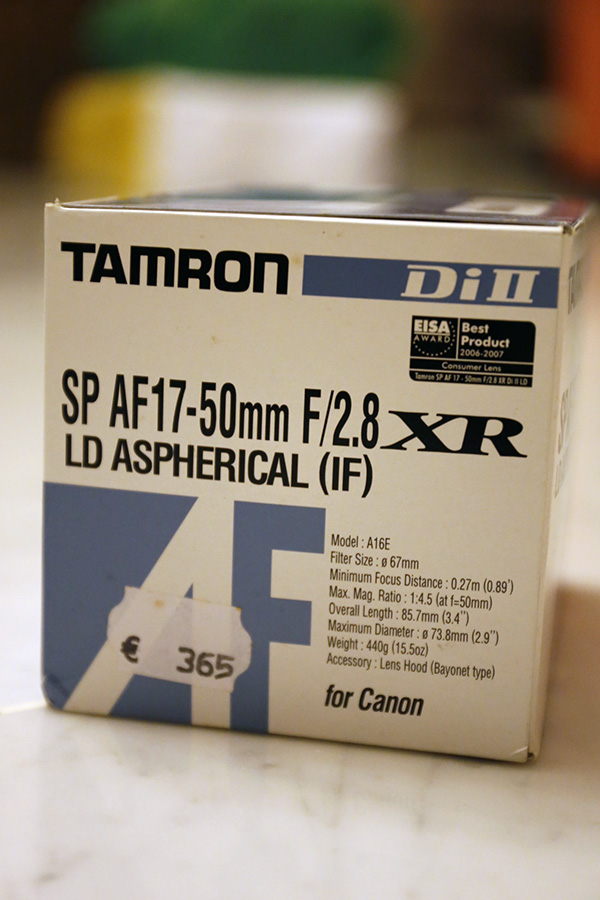 TAMRON
Di II
EISA
AWARD
Best
Product
2006-2007
Consumer Lens
Tamron SP AF 17 - 50mm F/2.8 XR Di II LD
SP AF17-50mm F/2.8 XR
LD ASPHERICAL (IF)
AF
Model : A16E
Filter Size : ø 67mm
Minimum Focus Distance : 0.27m (0.89')
Max. Mag. Ratio : 1:4.5 (at f=50mm)
Overall Length : 85.7mm (3.4")
Maximum Diameter : ø 73.8mm (2.9")
Weight : 440g (15.5oz)
Accessory : Lens Hood (Bayonet type)
for Canon
€ 365